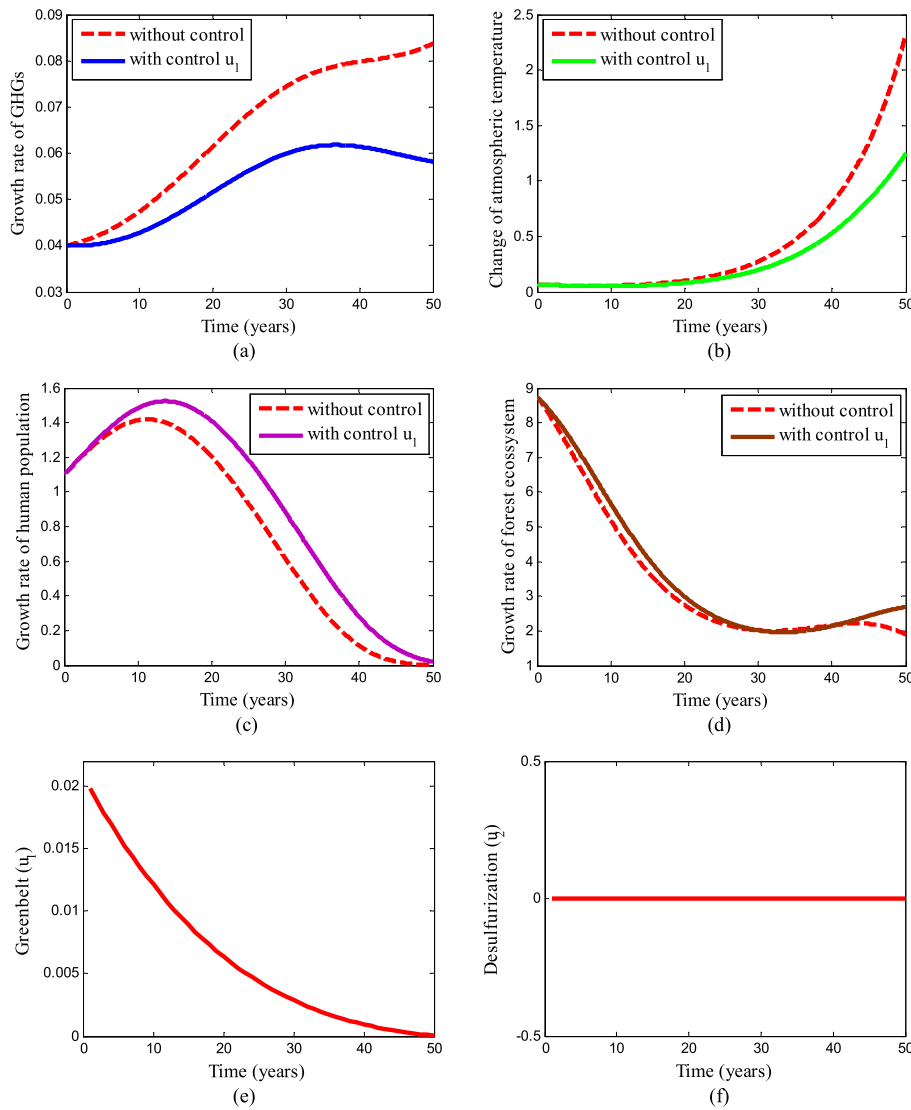 0.09
0.08
0.07
0.06
0.05
0.04
0.03
0 10 20 30 40 50
Growth rate of GHGs
without control
with control u1
Time (years)
(a)
2.5
2
1.5
1
0.5
0
0 10 20 30 40 50
Change of atmospheric temperature
without control
with control u1
Time (years)
(b)
1.6
1.4
1.2
1
0.8
0.6
0.4
0.2
0
0 10 20 30 40 50
Growth rate of human population
without control
with control u1
Time (years)
(c)
9
8
7
6
5
4
3
2
1
0 10 20 30 40 50
Growth rate of forest ecosystem
without control
with control u1
Time (years)
(d)
0.02
0.015
0.01
0.005
0
0 10 20 30 40 50
Greenbelt (u1)
Time (years)
(e)
0.5
0
-0.5
0 10 20 30 40 50
Desulfurization (u2)
Time (years)
(f)